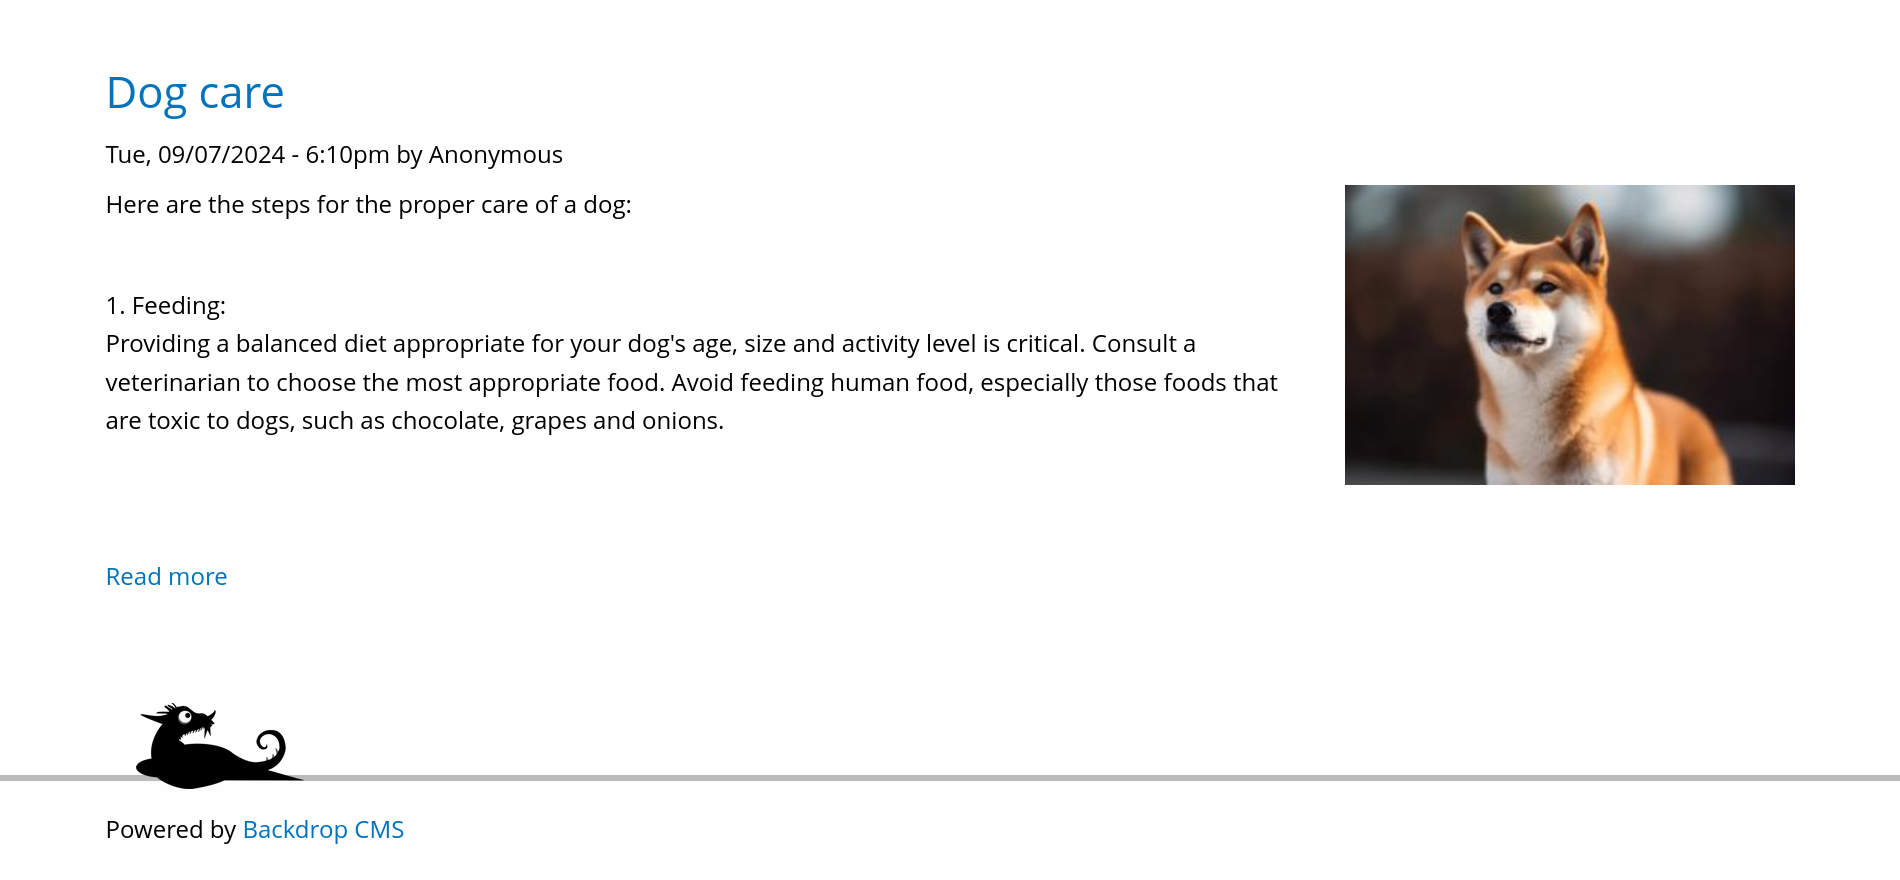 Dog care
Tue, 09/07/2024 - 6:10pm by Anonymous
Here are the steps for the proper care of a dog:
1. Feeding:
Providing a balanced diet appropriate for your dog's age, size and activity level is critical. Consult a
veterinarian to choose the most appropriate food. Avoid feeding human food, especially those foods that
are toxic to dogs, such as chocolate, grapes and onions.
Read more
Powered by Backdrop CMS